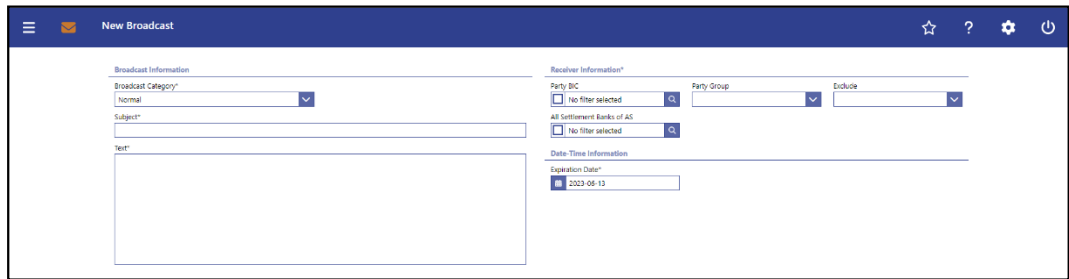 New Broadcast
?
Broadcast Information
Broadcast Category*
Normal
Subject*
Text*
Receiver Information*
Party BIC
Party Group
Exclude
No filter selected
All Settlement Banks of AS
No filter selected
Date-Time Information
Expiration Date*
2023-06-13